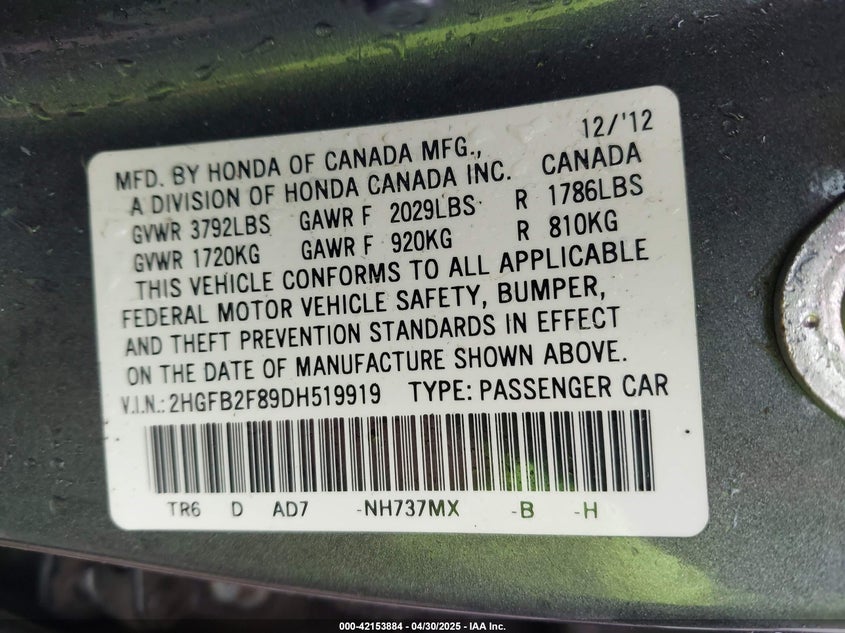 12/'12
MFD. BY HONDA OF CANADA MFG.,
A DIVISION OF HONDA CANADA INC. CANADA
GVWR 3792LBS GAWR F 2029LBS R 1786LBS
GVWR 1720KG GAWR F 920KG R 810KG
THIS VEHICLE CONFORMS TO ALL APPLICABLE
FEDERAL MOTOR VEHICLE SAFETY, BUMPER,
AND THEFT PREVENTION STANDARDS IN EFFECT
ON THE DATE OF MANUFACTURE SHOWN ABOVE.
V.I.N.: 2HGFB2F89DH519919 TYPE: PASSENGER CAR
TR6 D AD7 -NH737MX -B -H
000-42153884 - 04/30/2025 - IAA Inc.